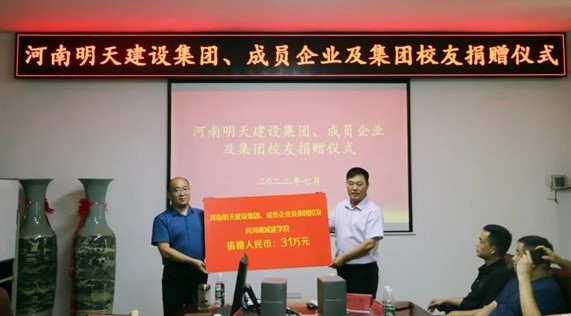 河南明天建设集团、成员企业及集团校友捐赠仪式
河南明天建设集团、成员企业
及集团校友捐赠仪式
二〇二二年七月
河南明天建设集团、成员企业及集团校友
向河南城建学院
捐赠人民币：31万元